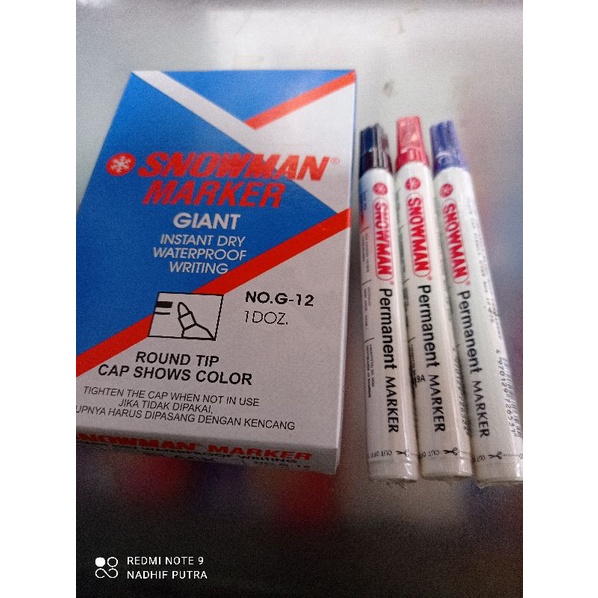 SNOWMAN®
MARKER
GIANT
INSTANT DRY
WATERPROOF
WRITING
NO.G-12
1 DOZ.
ROUND TIP
CAP SHOWS COLOR
TIGHTEN THE CAP WHEN NOT IN USE
JIKA TIDAK DIPAKAI,
UPNYA HARUS DIPASANG DENGAN KENCANG
SNOWMAN® MARKER
SNOWMAN®
Permanent MARKER
SNOWMAN®
Permanent MARKER
SNOWMAN®
Permanent MARKER
REDMI NOTE 9
NADHIF PUTRA